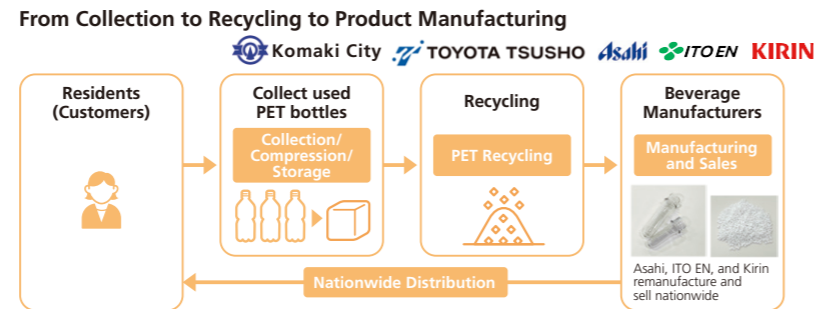 From Collection to Recycling to Product Manufacturing
Komaki City
TOYOTA TSUSHO
Asahi
ITO EN
KIRIN
Residents
(Customers)
Collect used
PET bottles
Collection/
Compression/
Storage
Recycling
PET Recycling
Beverage
Manufacturers
Manufacturing
and Sales
Asahi, ITO EN, and Kirin
remanufacture and
sell nationwide
Nationwide Distribution